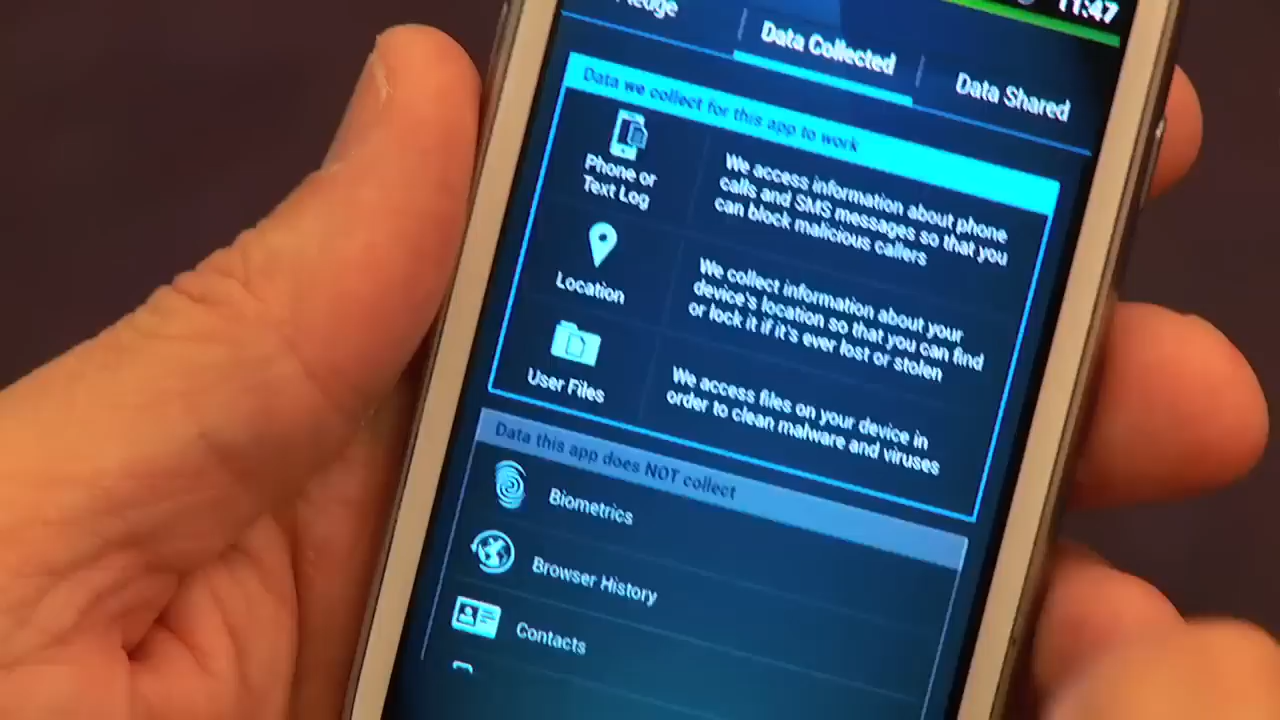 11:47
Pledge
Data Collected
Data Shared
Data we collect for this app to work
Phone or
Text Log
We access information about phone
calls and SMS messages so that you
can block malicious callers
Location
We collect information about your
device's location so that you can find
or lock it if it's ever lost or stolen
User Files
We access files on your device in
order to clean malware and viruses
Data this app does NOT collect
Biometrics
Browser History
Contacts